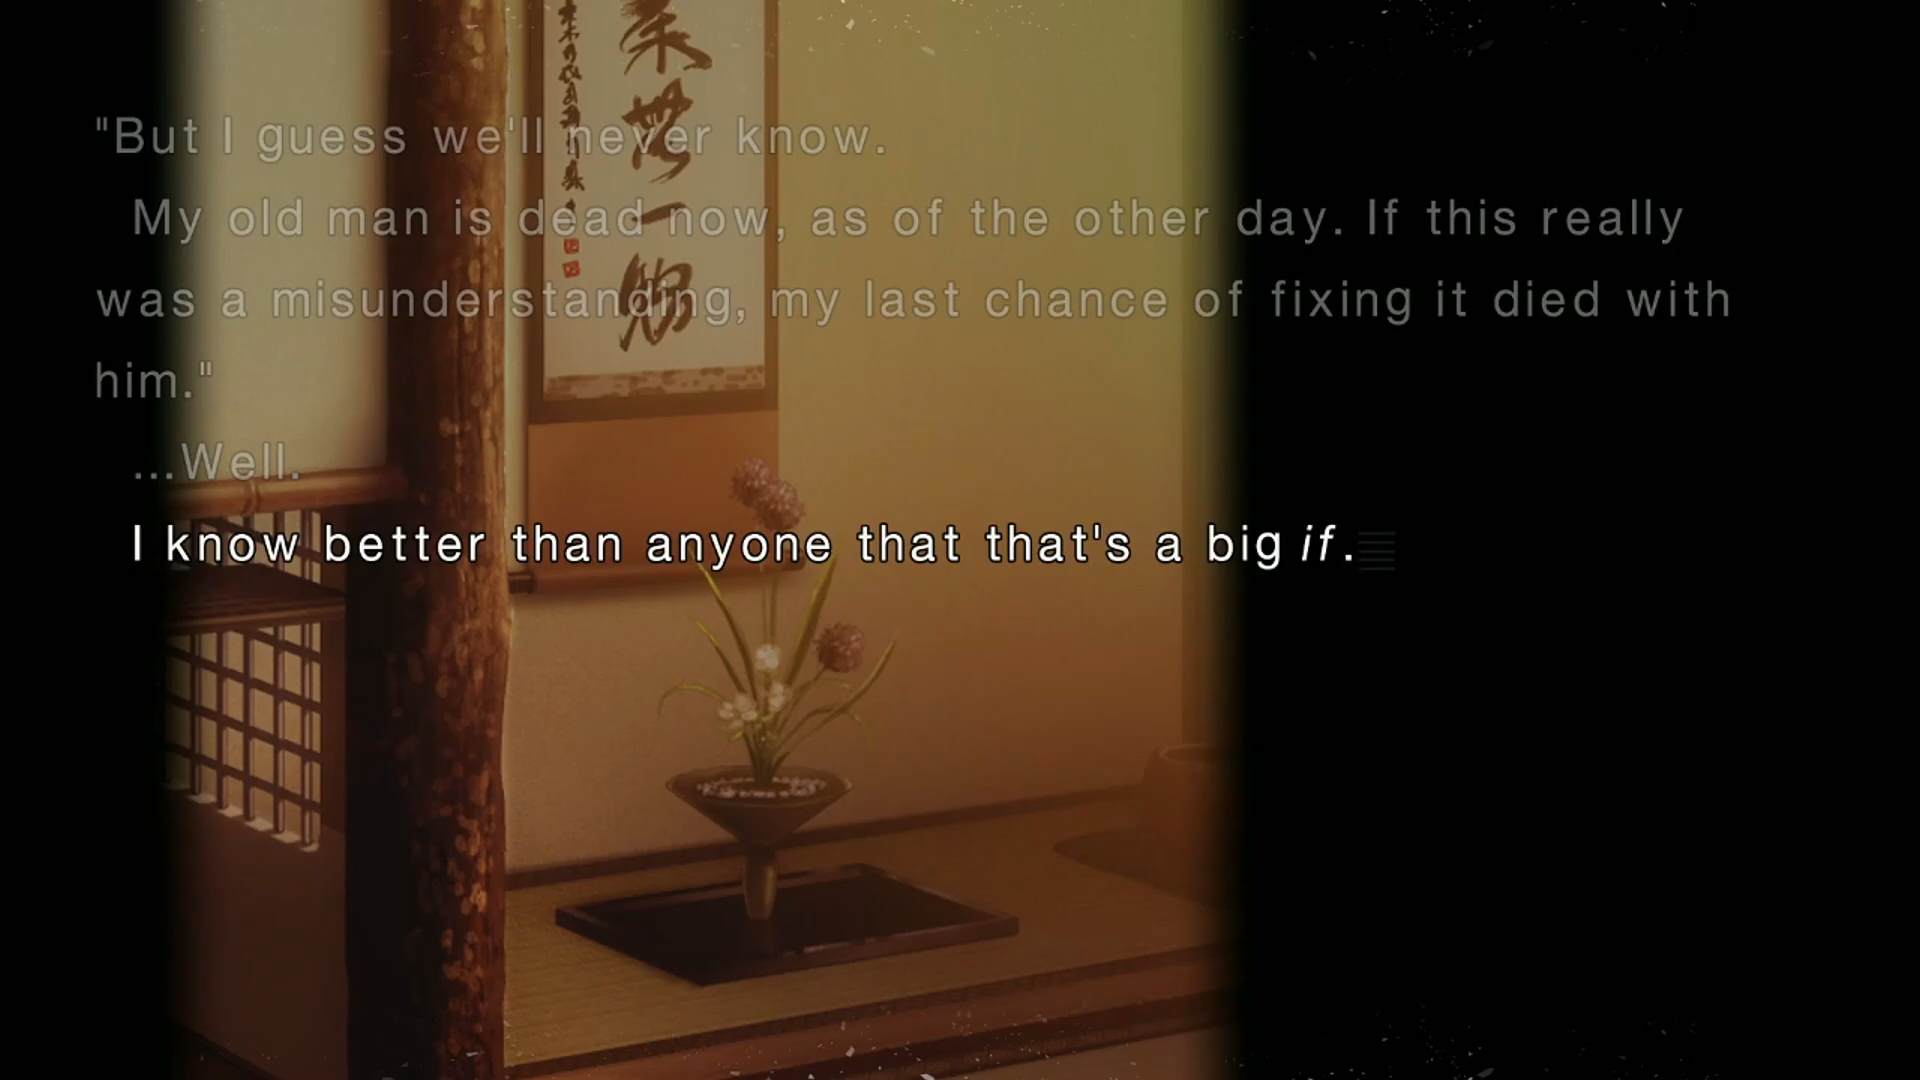 "But I guess we'll never know.
My old man is dead now, as of the other day. If this really
was a misunderstanding, my last chance of fixing it died with
him."
...Well.
I know better than anyone that that's a big if.